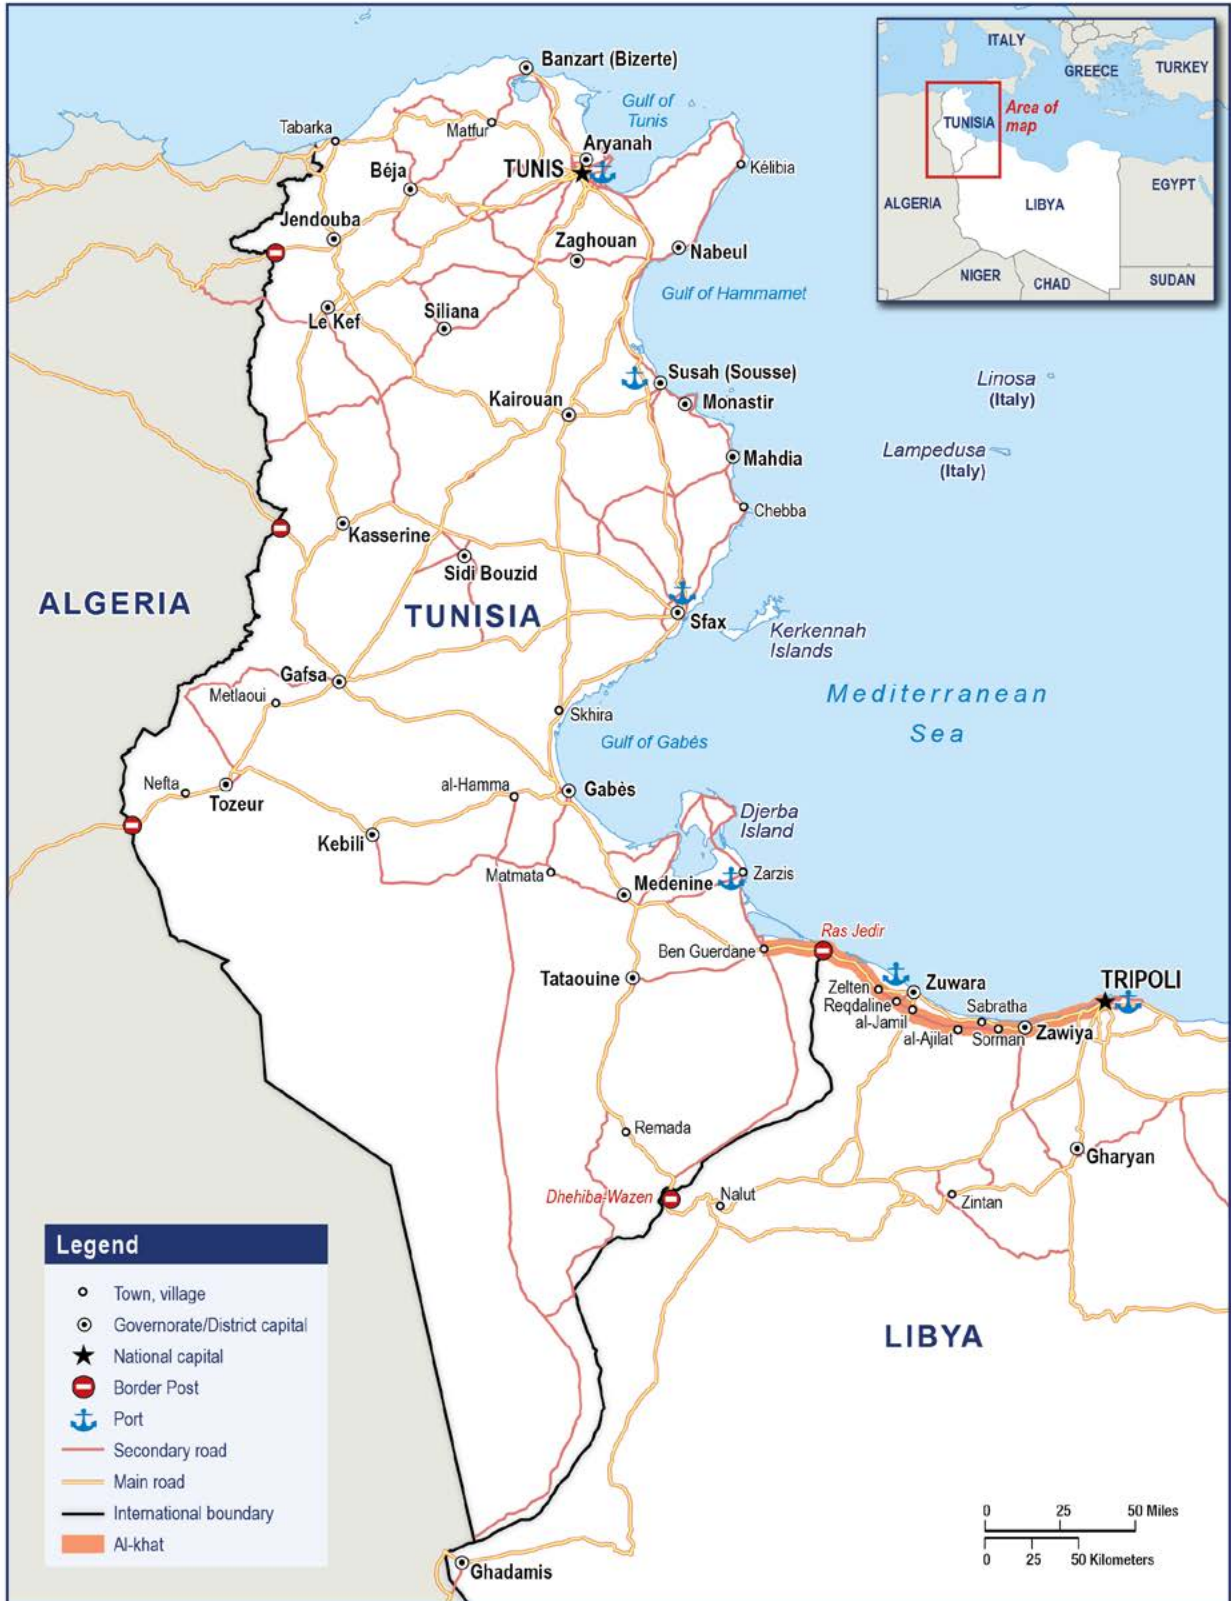 Banzart (Bizerte)
Gulf of
Tunis
Tabarka
Matfur
Aryanah
TUNIS
Kélibia
Béja
Jendouba
Zaghouan
Nabeul
Gulf of Hammamet
Le Kef
Siliana
Susah (Sousse)
Kairouan
Monastir
Linosa
(Italy)
Mahdia
Lampedusa
(Italy)
Chebba
Kasserine
Sidi Bouzid
ALGERIA
TUNISIA
Sfax
Kerkennah
Islands
Gafsa
Metlaoui
Mediterranean
Sea
Skhira
Gulf of Gabès
Nefta
Tozeur
al-Hamma
Gabès
Kebili
Djerba
Island
Matmata
Medenine
Zarzis
Ras Jedir
Ben Guerdane
Tataouine
Zelten
Zuwara
Reqdaline
al-Jamil
Sabratha
TRIPOLI
al-Ajilat
Sorman
Zawiya
Remada
Gharyan
Dhehiba-Wazen
Nalut
Zintan
LIBYA
Ghadamis
ITALY
GREECE
TURKEY
TUNISIA
Area of
map
ALGERIA
LIBYA
EGYPT
NIGER
CHAD
SUDAN
Legend
Town, village
Governorate/District capital
National capital
Border Post
Port
Secondary road
Main road
International boundary
Al-khat
0 25 50 Miles
0 25 50 Kilometers